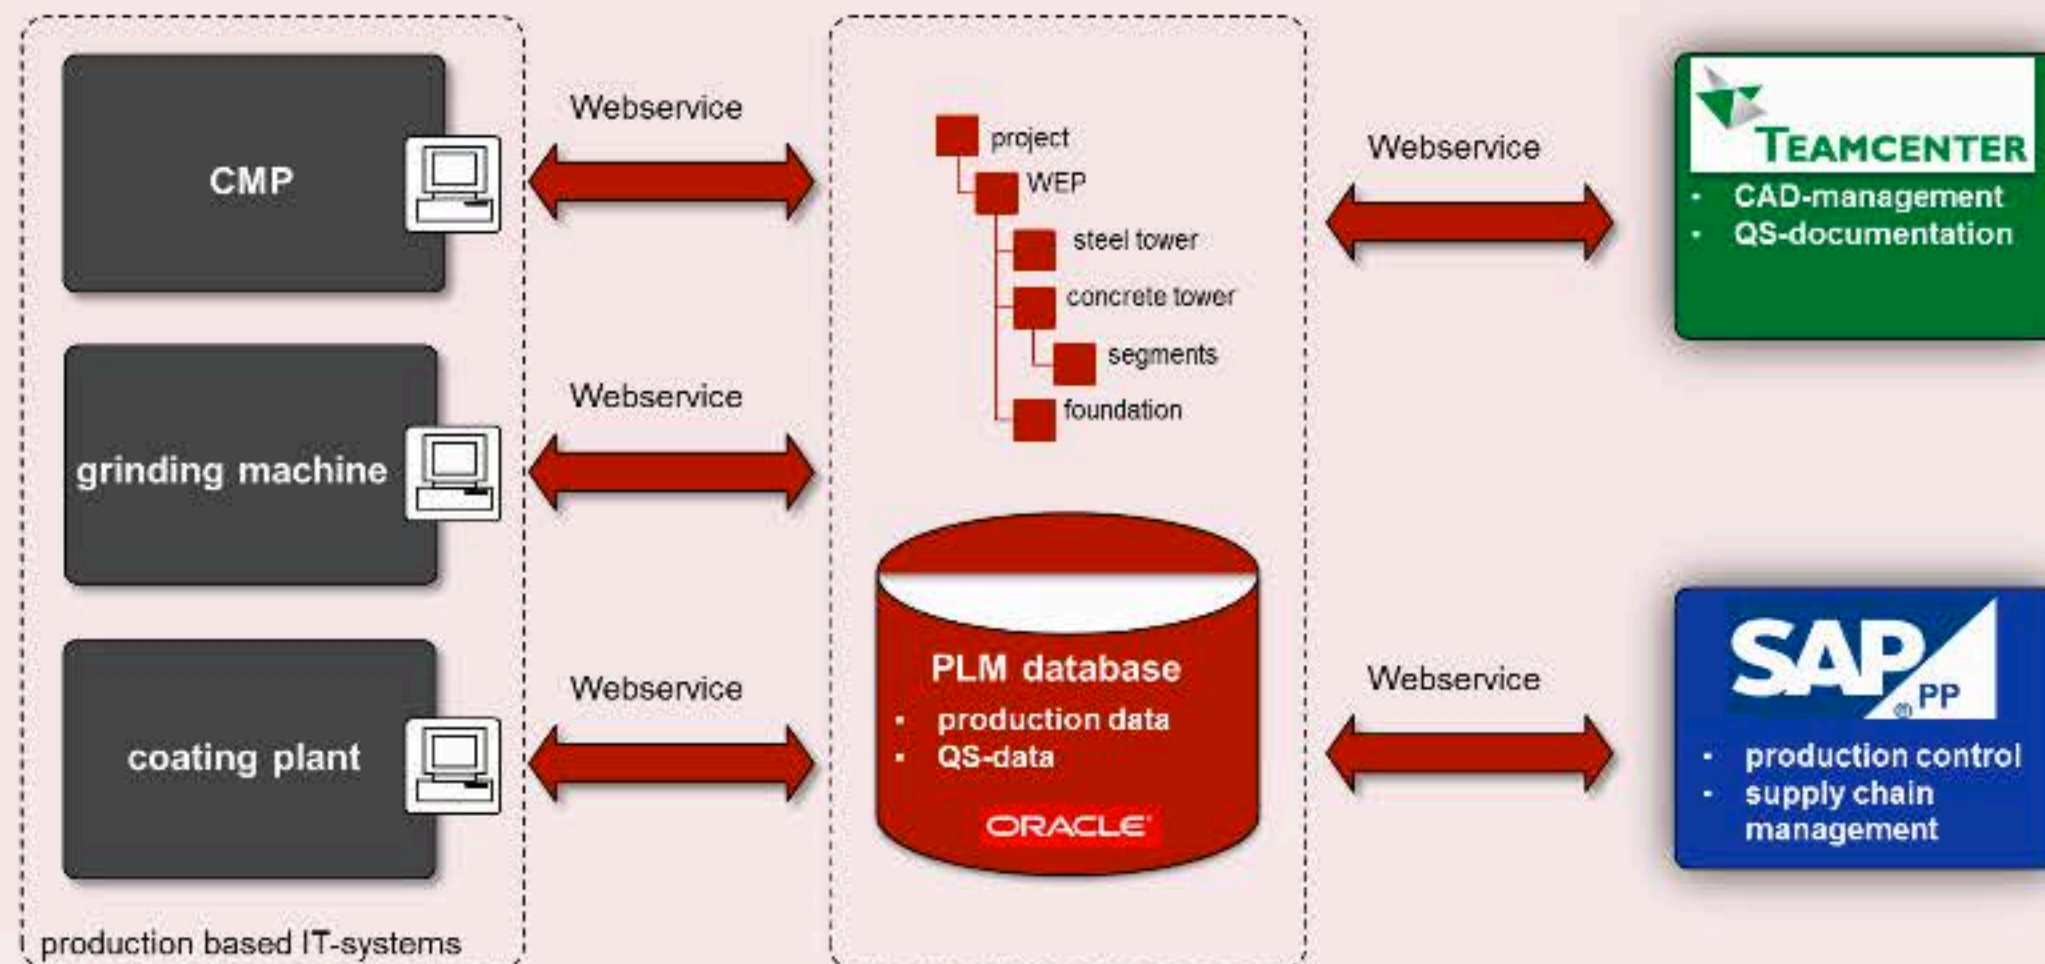 CMP
grinding machine
coating plant
production based IT-systems
Webservice
Webservice
Webservice
project
WEP
steel tower
concrete tower
segments
foundation
PLM database
• production data
• QS-data
ORACLE
Webservice
Webservice
TEAMCENTER
• CAD-management
• QS-documentation
SAP
® PP
• production control
• supply chain
management